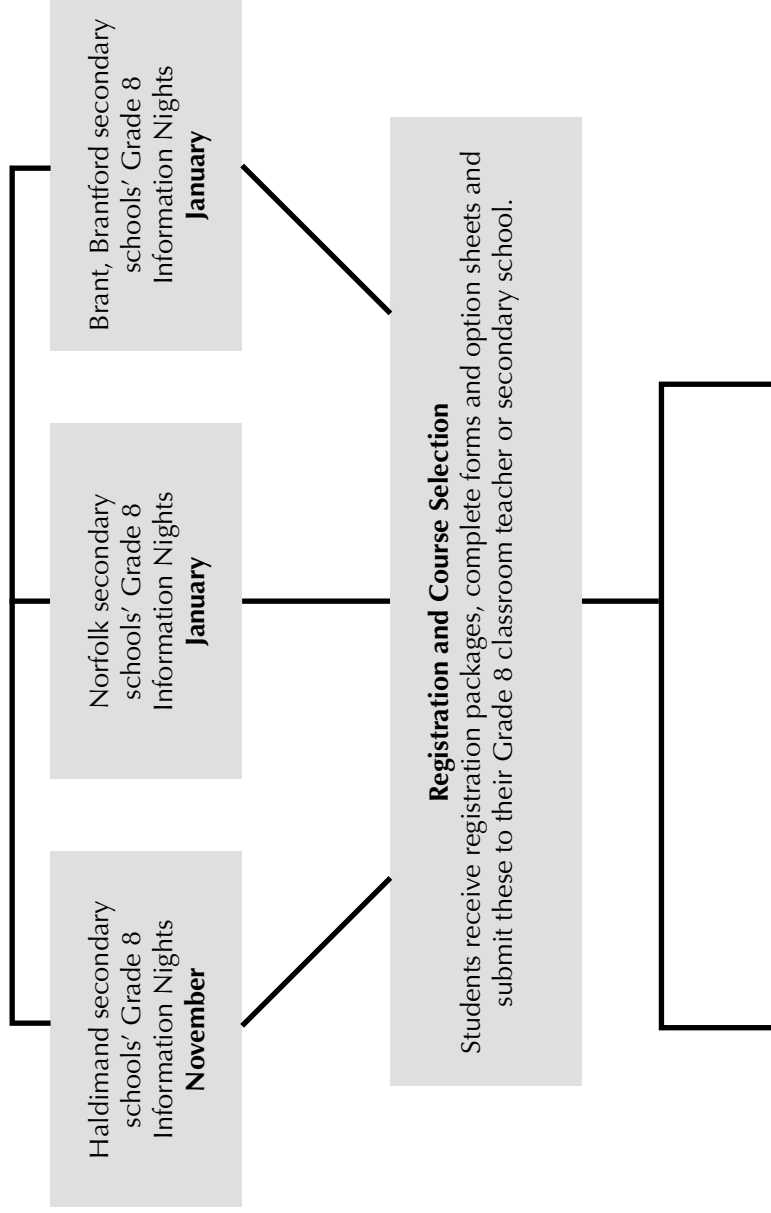 Haldimand secondary
schools’ Grade 8
Information Nights
November
Norfolk secondary
schools’ Grade 8
Information Nights
January
Brant, Brantford secondary
schools’ Grade 8
Information Nights
January
Registration and Course Selection
Students receive registration packages, complete forms and option sheets and
submit these to their Grade 8 classroom teacher or secondary school.